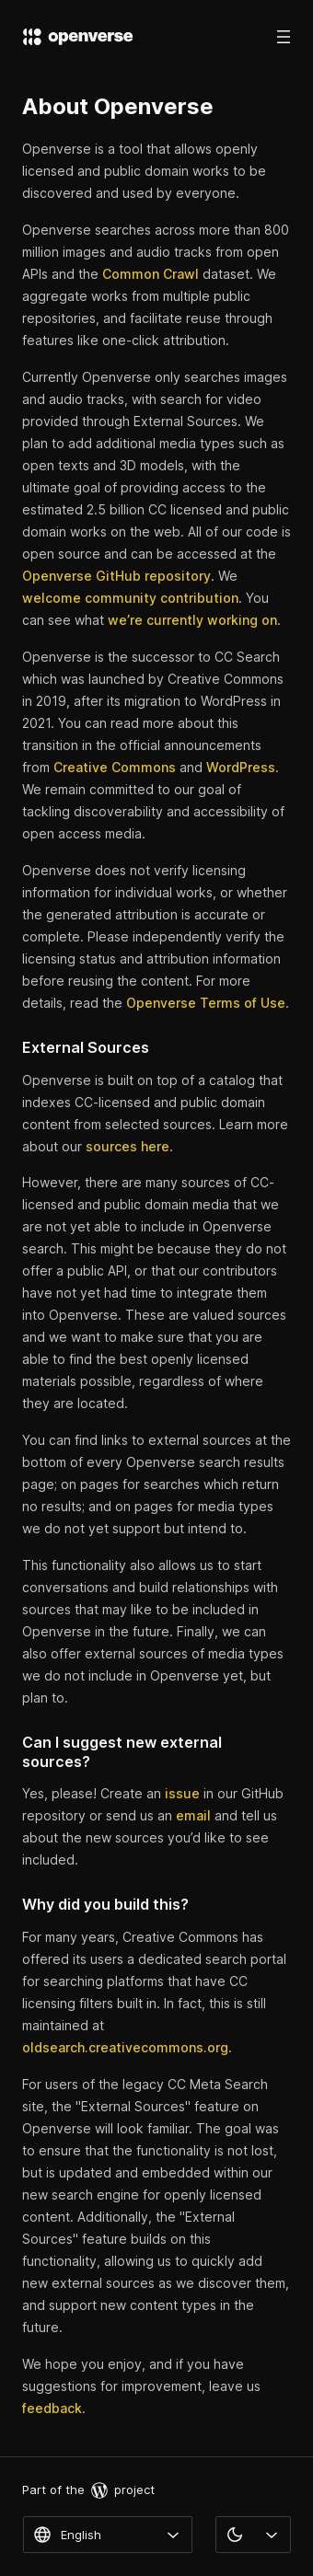 openverse
About Openverse
Openverse is a tool that allows openly
licensed and public domain works to be
discovered and used by everyone.
Openverse searches across more than 800
million images and audio tracks from open
APIs and the Common Crawl dataset. We
aggregate works from multiple public
repositories, and facilitate reuse through
features like one-click attribution.
Currently Openverse only searches images
and audio tracks, with search for video
provided through External Sources. We
plan to add additional media types such as
open texts and 3D models, with the
ultimate goal of providing access to the
estimated 2.5 billion CC licensed and public
domain works on the web. All of our code is
open source and can be accessed at the
Openverse GitHub repository. We
welcome community contribution. You
can see what we’re currently working on.
Openverse is the successor to CC Search
which was launched by Creative Commons
in 2019, after its migration to WordPress in
2021. You can read more about this
transition in the official announcements
from Creative Commons and WordPress.
We remain committed to our goal of
tackling discoverability and accessibility of
open access media.
Openverse does not verify licensing
information for individual works, or whether
the generated attribution is accurate or
complete. Please independently verify the
licensing status and attribution information
before reusing the content. For more
details, read the Openverse Terms of Use.
External Sources
Openverse is built on top of a catalog that
indexes CC-licensed and public domain
content from selected sources. Learn more
about our sources here.
However, there are many sources of CC-
licensed and public domain media that we
are not yet able to include in Openverse
search. This might be because they do not
offer a public API, or that our contributors
have not yet had time to integrate them
into Openverse. These are valued sources
and we want to make sure that you are
able to find the best openly licensed
materials possible, regardless of where
they are located.
You can find links to external sources at the
bottom of every Openverse search results
page; on pages for searches which return
no results; and on pages for media types
we do not yet support but intend to.
This functionality also allows us to start
conversations and build relationships with
sources that may like to be included in
Openverse in the future. Finally, we can
also offer external sources of media types
we do not include in Openverse yet, but
plan to.
Can I suggest new external
sources?
Yes, please! Create an issue in our GitHub
repository or send us an email and tell us
about the new sources you’d like to see
included.
Why did you build this?
For many years, Creative Commons has
offered its users a dedicated search portal
for searching platforms that have CC
licensing filters built in. In fact, this is still
maintained at
oldsearch.creativecommons.org.
For users of the legacy CC Meta Search
site, the "External Sources" feature on
Openverse will look familiar. The goal was
to ensure that the functionality is not lost,
but is updated and embedded within our
new search engine for openly licensed
content. Additionally, the "External
Sources" feature builds on this
functionality, allowing us to quickly add
new external sources as we discover them,
and support new content types in the
future.
We hope you enjoy, and if you have
suggestions for improvement, leave us
feedback.
Part of the project
English